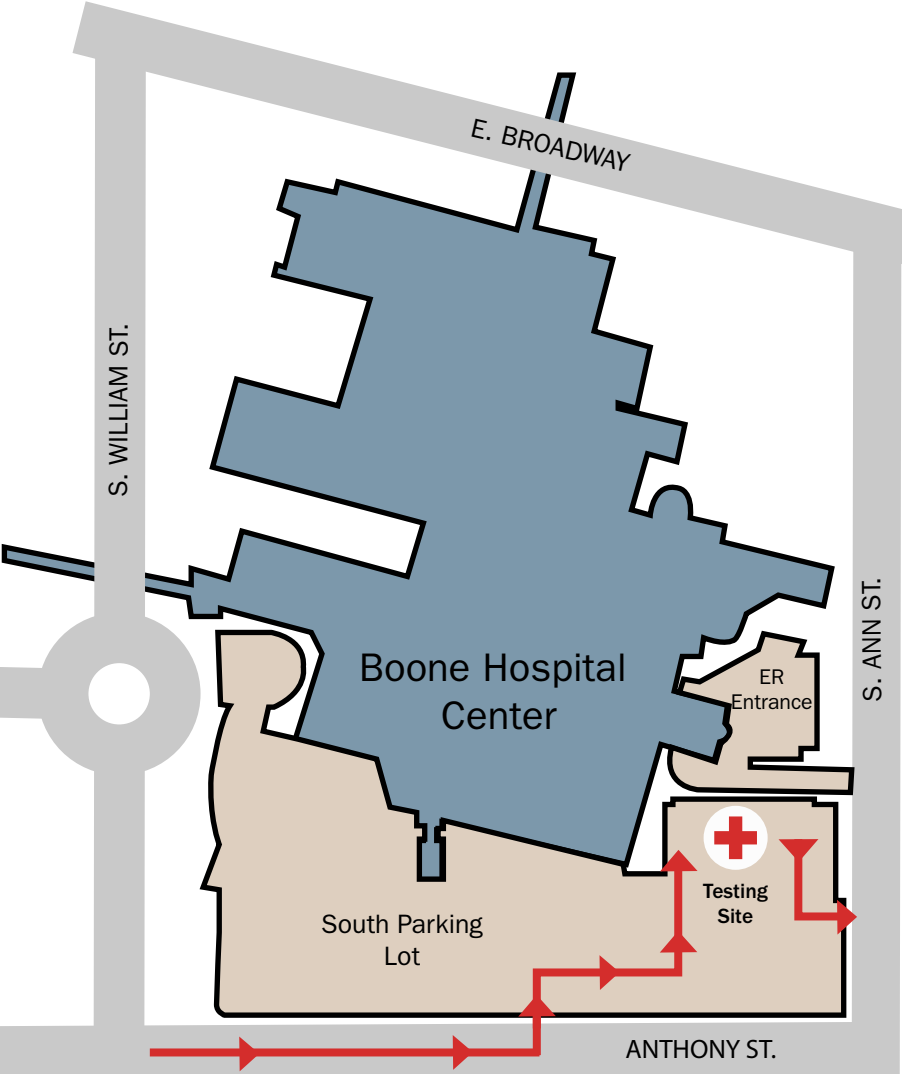 E. BROADWAY
S. WILLIAM ST.
S. ANN ST.
Boone Hospital
Center
ER
Entrance
Testing
Site
South Parking
Lot
ANTHONY ST.